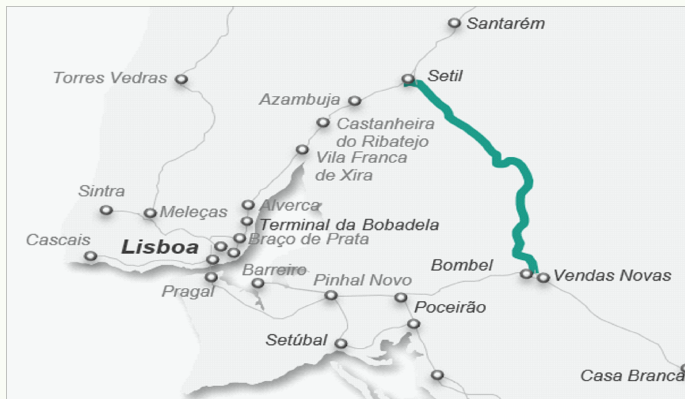 Santarém
Torres Vedras
Setil
Azambuja
Castanheira
do Ribatejo
Vila Franca
de Xira
Sintra
Alverca
Meleças
Terminal da Bobadela
Cascais
Lisboa
Braço de Prata
Barreiro
Bombel
Vendas Novas
Pragal
Pinhal Novo
Poceirão
Setúbal
Casa Branca